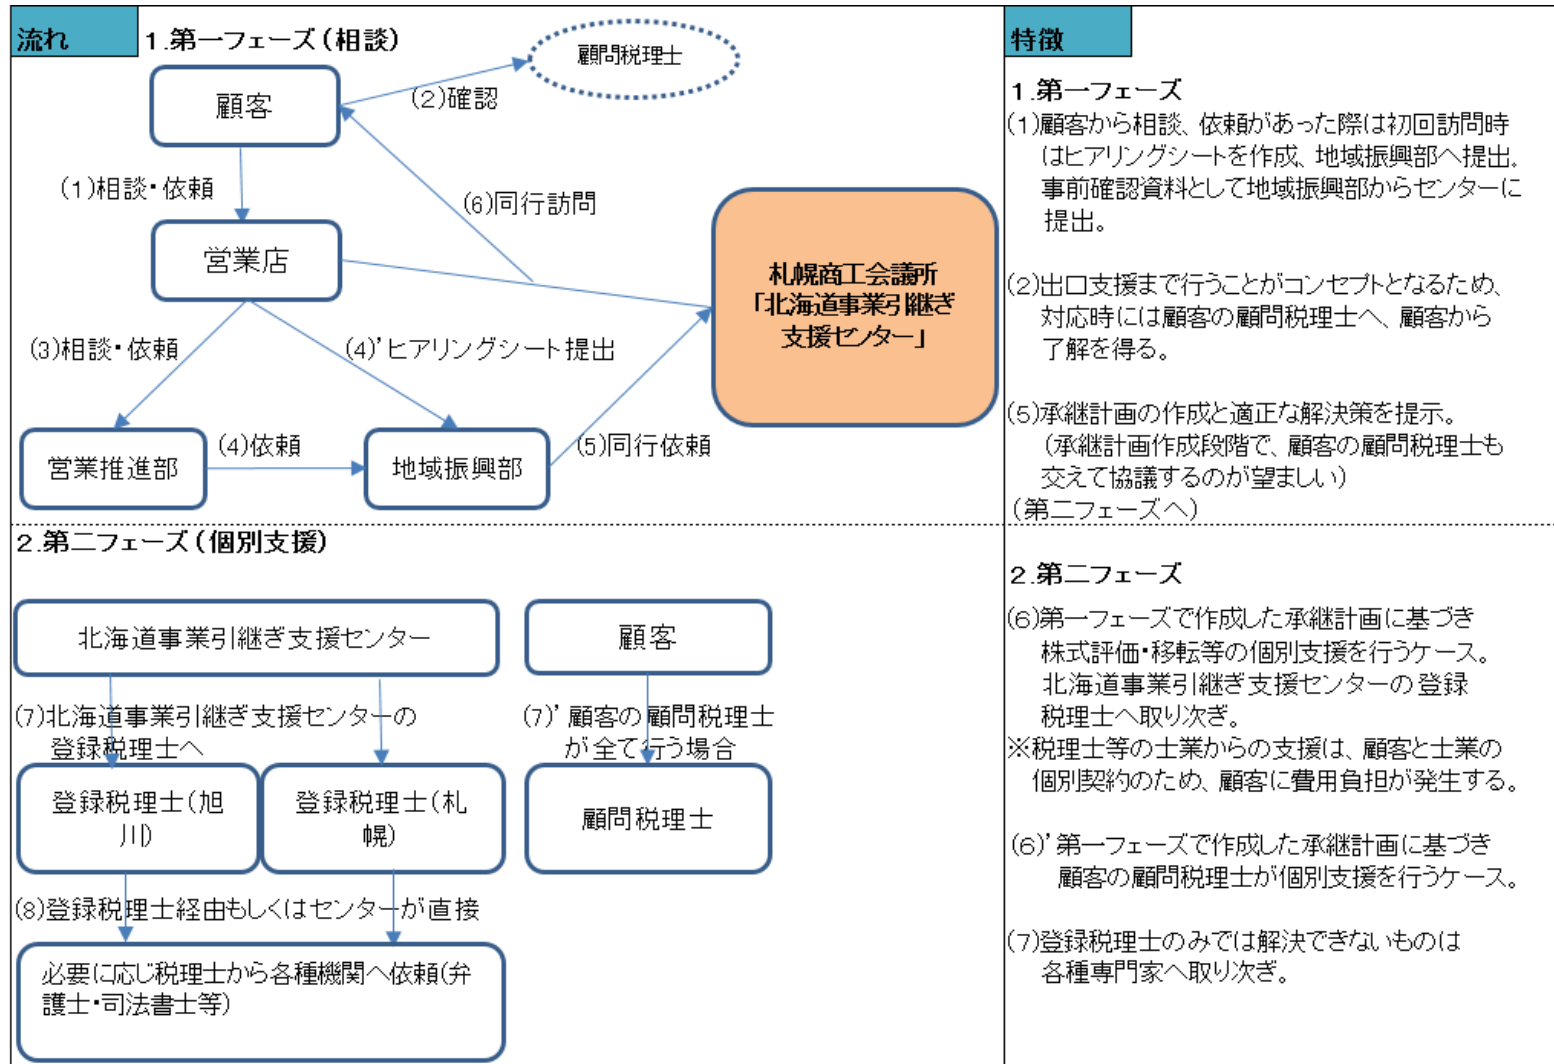 流れ
1.第一フェーズ(相談)
顧問税理士
顧客
(2)確認
(1)相談・依頼
(6)同行訪問
営業店
札幌商工会議所
「北海道事業引継ぎ
支援センター」
(3)相談・依頼
(4)'ヒアリングシート提出
営業推進部
(4)依頼
地域振興部
(5)同行依頼
2.第二フェーズ(個別支援)
北海道事業引継ぎ支援センター
顧客
(7)北海道事業引継ぎ支援センターの
登録税理士へ
(7)'顧客の顧問税理士
が全て行う場合
登録税理士(旭
川)
登録税理士(札
幌)
顧問税理士
(8)登録税理士経由もしくはセンターが直接
必要に応じ税理士から各種機関へ依頼(弁
護士・司法書士等)
特徴
1.第一フェーズ
(1)顧客から相談、依頼があった際は初回訪問時
はヒアリングシートを作成、地域振興部へ提出.
事前確認資料として地域振興部からセンターに
提出。
(2)出口支援まで行うことがコンセプトとなるため、
対応時には顧客の顧問税理士へ、顧客から
了解を得る。
(5)承継計画の作成と適正な解決策を提示。
(承継計画作成段階で、顧客の顧問税理士も
交えて協議するのが望ましい)
(第二フェーズへ)
2.第二フェーズ
(6)第一フェーズで作成した承継計画に基づき
株式評価・移転等の個別支援を行うケース。
北海道事業引継ぎ支援センターの登録
税理士へ取り次ぎ。
※税理士等の士業からの支援は、顧客と士業の
個別契約のため、顧客に費用負担が発生する。
(6)'第一フェーズで作成した承継計画に基づき
顧客の顧問税理士が個別支援を行うケース。
(7)登録税理士のみでは解決できないものは
各種専門家へ取り次ぎ。